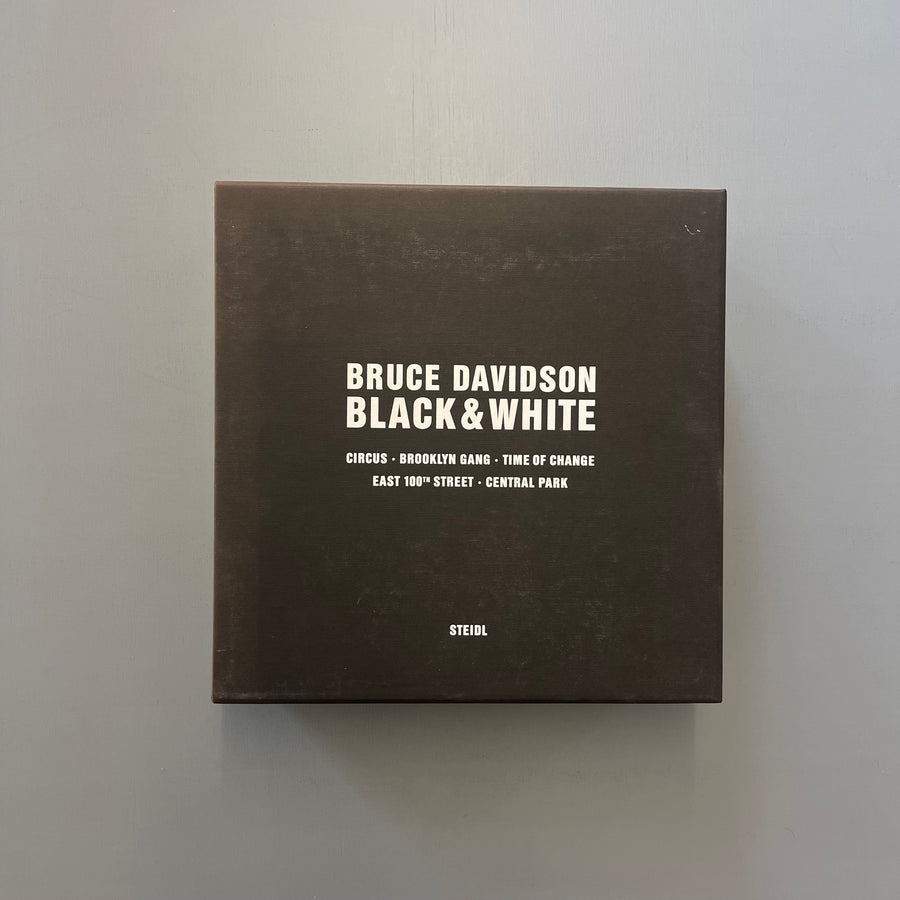 BRUCE DAVIDSON
BLACK & WHITE
CIRCUS · BROOKLYN GANG · TIME OF CHANGE
EAST 100TH STREET · CENTRAL PARK
STEIDL